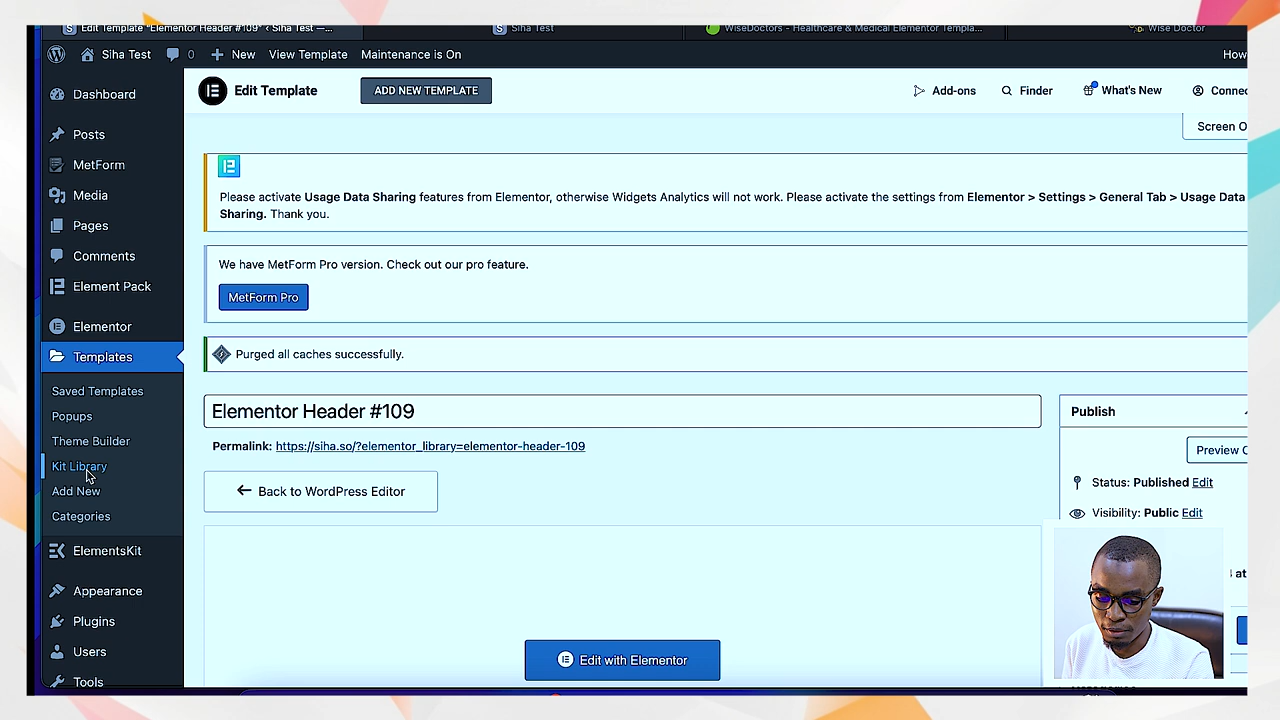 Edit Template "Elementor Header #109" ‹ Siha Test —...
Siha Test
WiseDoctors - Healthcare & Medical Elementor Templa...
Wise Doctor
Siha Test
0
New
View Template
Maintenance is On
How
Dashboard
Posts
MetForm
Media
Pages
Comments
Element Pack
Elementor
Templates
Saved Templates
Popups
Theme Builder
Kit Library
Add New
Categories
ElementsKit
Appearance
Plugins
Users
Tools
Edit Template
ADD NEW TEMPLATE
Add-ons
Finder
What's New
Connec
Screen O
Please activate Usage Data Sharing features from Elementor, otherwise Widgets Analytics will not work. Please activate the settings from Elementor > Settings > General Tab > Usage Data
Sharing. Thank you.
We have MetForm Pro version. Check out our pro feature.
MetForm Pro
Purged all caches successfully.
Elementor Header #109
Permalink: https://siha.so/?elementor_library=elementor-header-109
Back to WordPress Editor
Edit with Elementor
Publish
Preview C
Status: Published Edit
Visibility: Public Edit
at